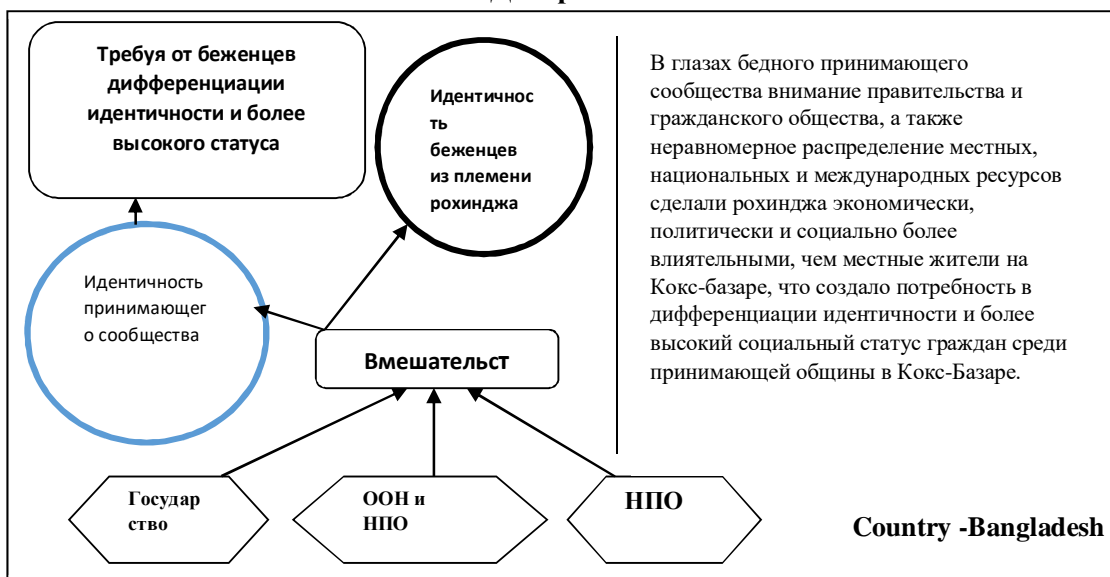 Требуя от беженцев
дифференциации
идентичности и более
высокого статуса
Идентичнос
ть
беженцев
из племени
рохинджа
Идентичность
принимающег
о сообщества
Вмешательст
Государ
ство
ООН и
НПО
НПО
В глазах бедного принимающего
сообщества внимание правительства и
гражданского общества, а также
неравномерное распределение местных,
национальных и международных ресурсов
сделали рохинджа экономически,
политически и социально более
влиятельными, чем местные жители на
Кокс-базаре, что создало потребность в
дифференциации идентичности и более
высокий социальный статус граждан среди
принимающей общины в Кокс-Базаре.
Country -Bangladesh